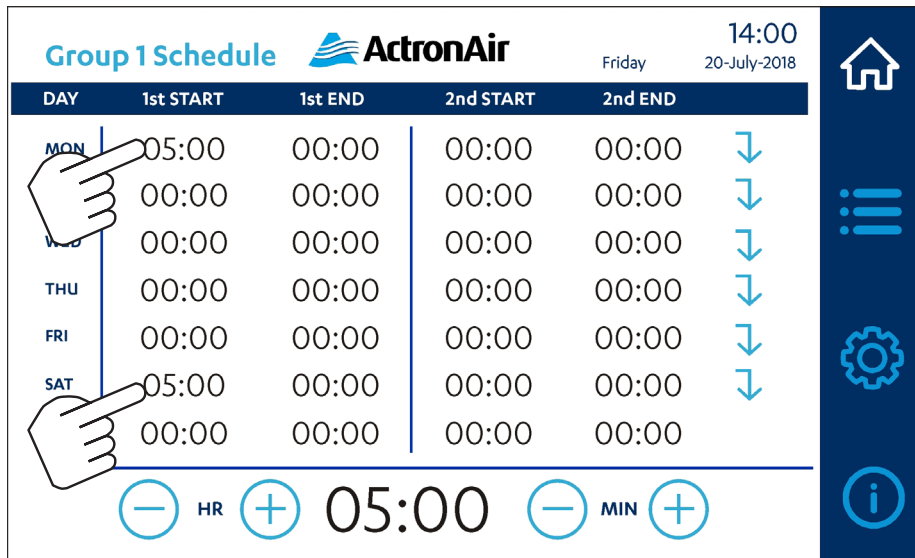 Group 1 Schedule ActronAir Friday 14:00 20-July-2018
DAY 1st START 1st END 2nd START 2nd END
MON 05:00 00:00 00:00 00:00
00:00 00:00 00:00 00:00
00:00 00:00 00:00 00:00
THU 00:00 00:00 00:00 00:00
FRI 00:00 00:00 00:00 00:00
SAT 05:00 00:00 00:00 00:00
00:00 00:00 00:00 00:00
HR 05:00 MIN